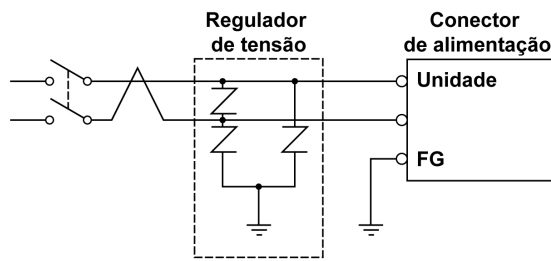 Regulador
de tensão
Conector
de alimentação
Unidade
FG